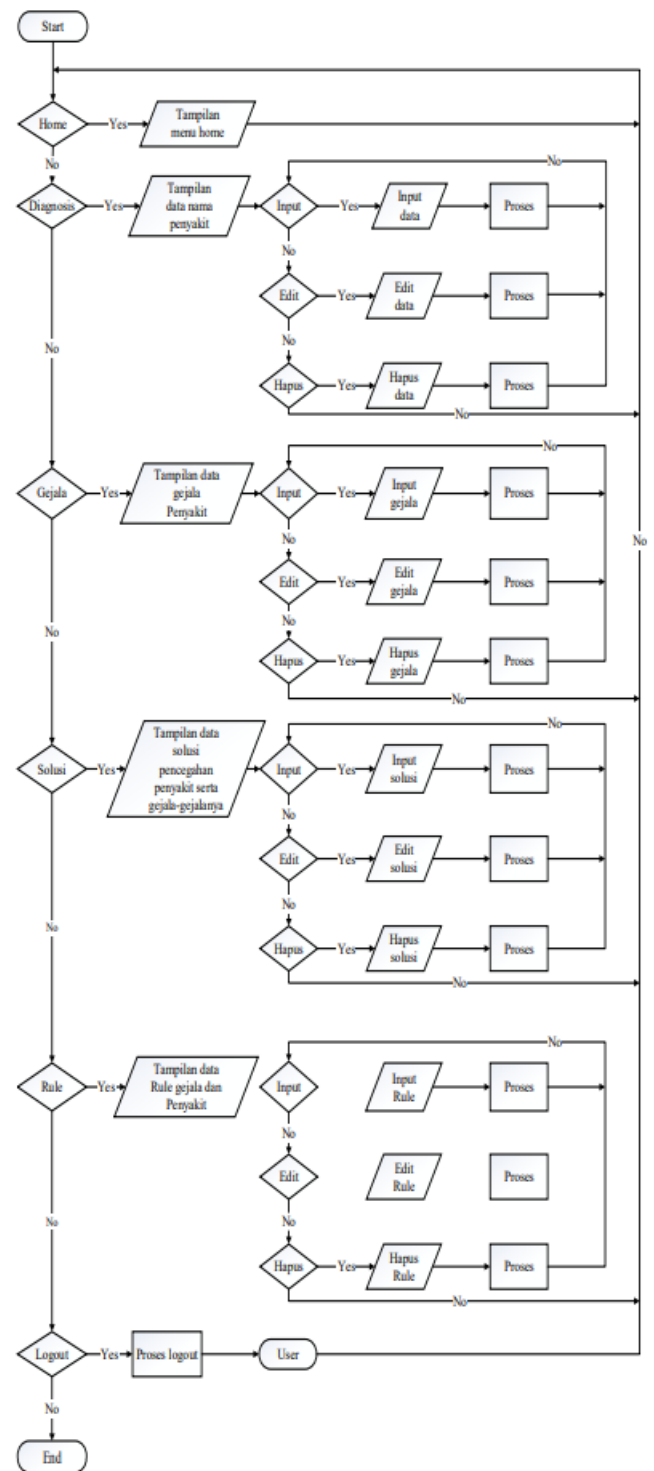 Start
Home
Yes
Tampilan
menu home
No
Diagnosis
Yes
Tampilan
data nama
penyakit
Input
Yes
Input
data
Proses
No
No
Edit
Yes
Edit
data
Proses
No
Hapus
Yes
Hapus
data
Proses
No
No
Gejala
Yes
Tampilan data
gejala
Penyakit
Input
Yes
Input
gejala
Proses
No
No
No
Edit
Yes
Edit
gejala
Proses
No
Hapus
Yes
Hapus
gejala
Proses
No
No
Solusi
Yes
Tampilan data
solusi
pencegahan
penyakit serta
gejala-gejalanya
Input
Yes
Input
solusi
Proses
No
No
Edit
Yes
Edit
solusi
Proses
No
Hapus
Yes
Hapus
solusi
Proses
No
No
Rule
Yes
Tampilan data
Rule gejala dan
Penyakit
Input
Input
Rule
Proses
No
No
Edit
Edit
Rule
Proses
No
Hapus
Yes
Hapus
Rule
Proses
No
No
Logout
Yes
Proses logout
User
No
End